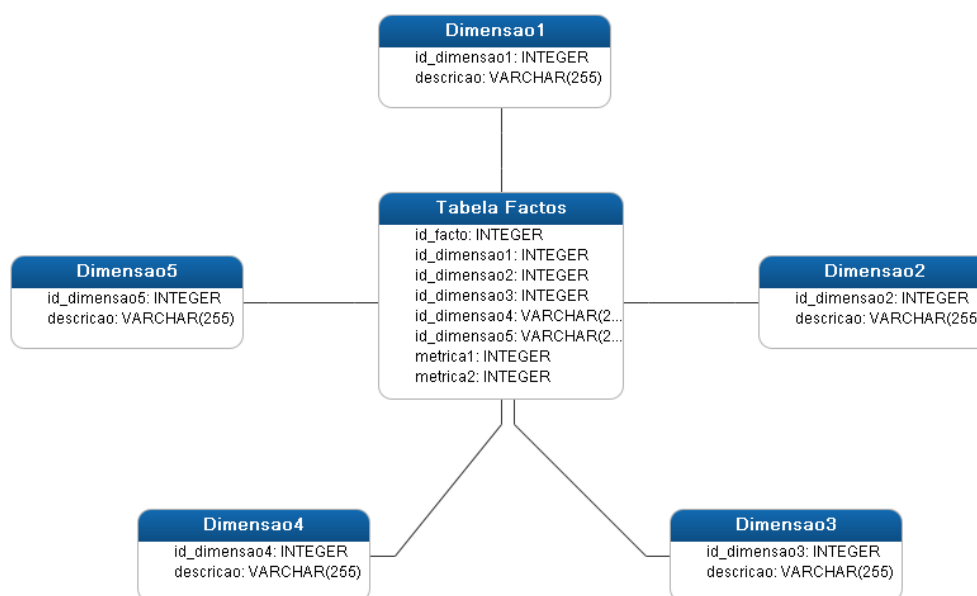 Dimensao1
id_dimensao1: INTEGER
descricao: VARCHAR(255)
Tabela Factos
id_facto: INTEGER
id_dimensao1: INTEGER
id_dimensao2: INTEGER
id_dimensao3: INTEGER
id_dimensao4: VARCHAR(2...
id_dimensao5: VARCHAR(2...
metrica1: INTEGER
metrica2: INTEGER
Dimensao5
id_dimensao5: INTEGER
descricao: VARCHAR(255)
Dimensao2
id_dimensao2: INTEGER
descricao: VARCHAR(255
Dimensao4
id_dimensao4: INTEGER
descricao: VARCHAR(255)
Dimensao3
id_dimensao3: INTEGER
descricao: VARCHAR(255)